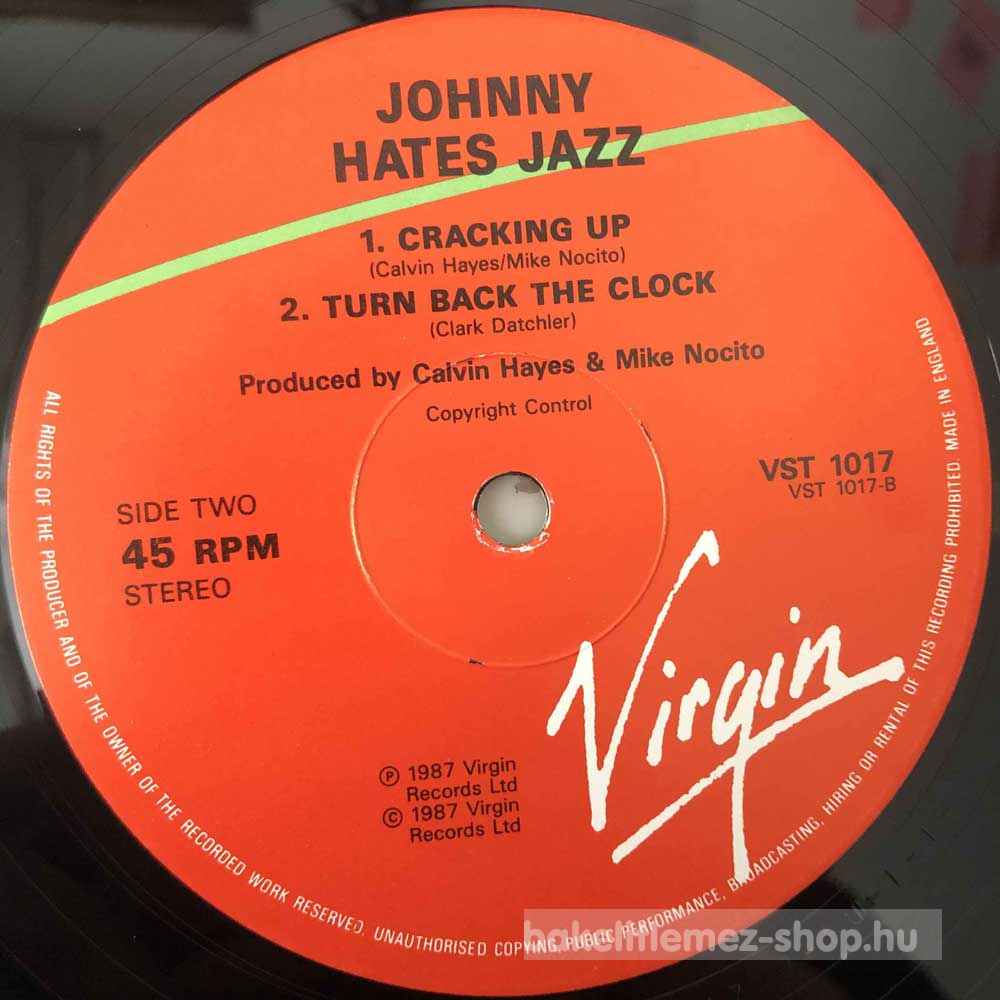 JOHNNY
HATES JAZZ
1. CRACKING UP
(Calvin Hayes/Mike Nocito)
2. TURN BACK THE CLOCK
(Clark Datchler)
Produced by Calvin Hayes & Mike Nocito
Copyright Control
SIDE TWO
45 RPM
STEREO
VST 1017
VST 1017-B
Virgin
℗ 1987 Virgin
Records Ltd
© 1987 Virgin
Records Ltd
ALL RIGHTS OF THE PRODUCER AND OF THE OWNER OF THE RECORDED WORK RESERVED. UNAUTHORISED COPYING, PUBLIC PERFORMANCE, BROADCASTING, HIRING OR RENTAL OF THIS RECORDING PROHIBITED. MADE IN ENGLAND
bakelitlemez-shop.hu